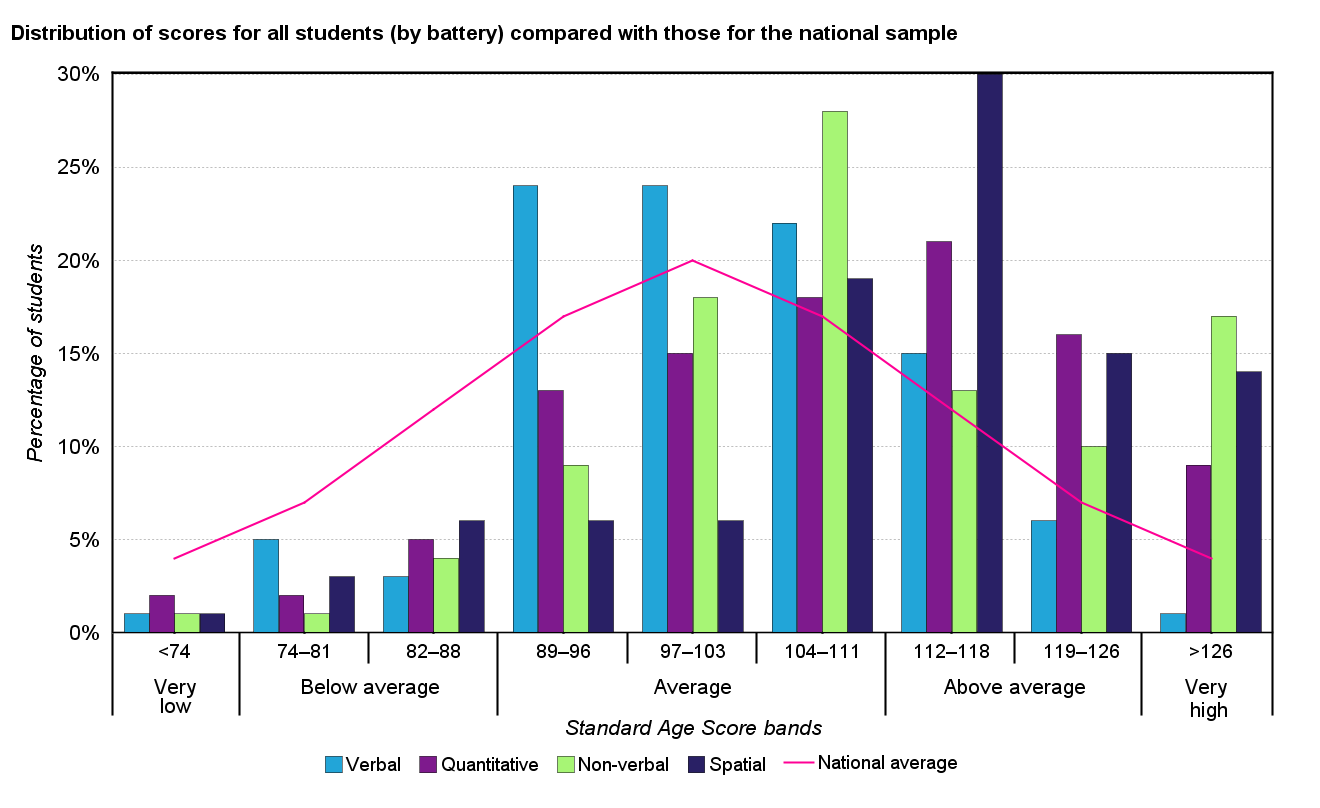 Distribution of scores for all students (by battery) compared with those for the national sample
30%
25%
20%
15%
10%
5%
0%
Percentage of students
<74 74–81 82–88 89–96 97–103 104–111 112–118 119–126 >126
Very low Below average Average Above average Very high
Standard Age Score bands
Verbal Quantitative Non-verbal Spatial National average